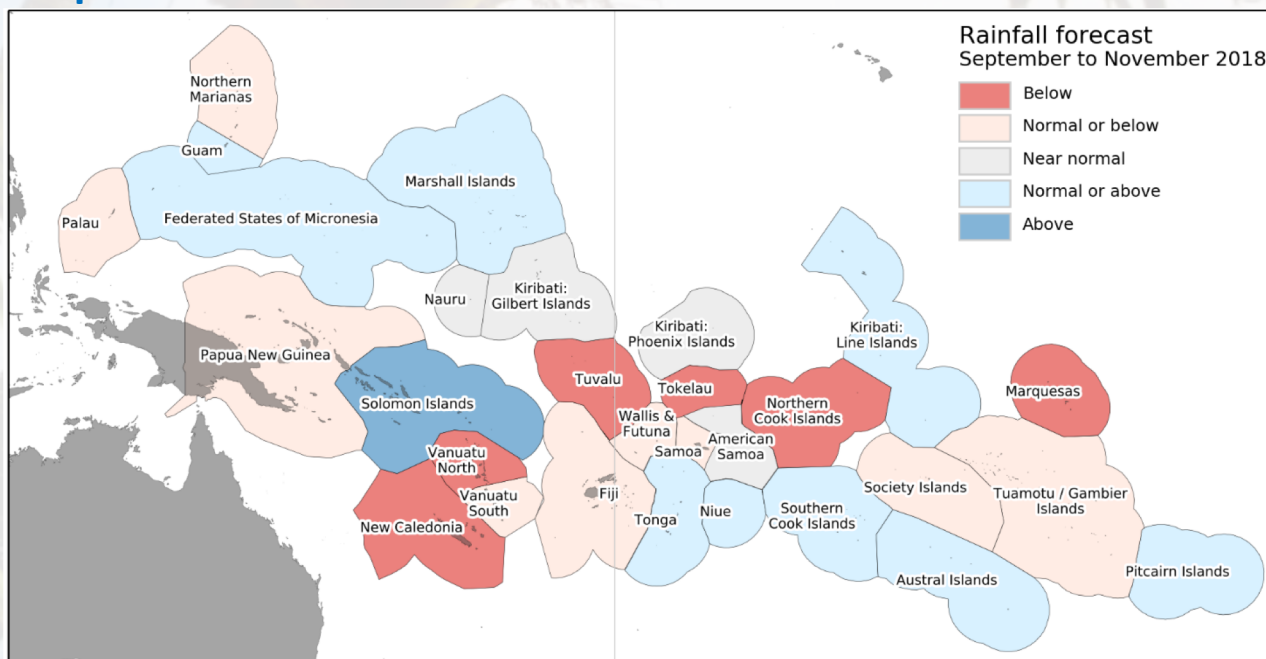 Rainfall forecast
September to November 2018
Below
Normal or below
Near normal
Normal or above
Above
Northern
Marianas
Guam
Marshall Islands
Federated States of Micronesia
Palau
Nauru
Kiribati:
Gilbert Islands
Kiribati:
Phoenix Islands
Kiribati:
Line Islands
Papua New Guinea
Tuvalu
Tokelau
Marquesas
Solomon Islands
Northern
Cook Islands
Wallis &
Futuna
Samoa
American
Samoa
Vanuatu
North
Vanuatu
South
Fiji
Society Islands
Tuamotu / Gambier
Islands
New Caledonia
Tonga
Niue
Southern
Cook Islands
Austral Islands
Pitcairn Islands